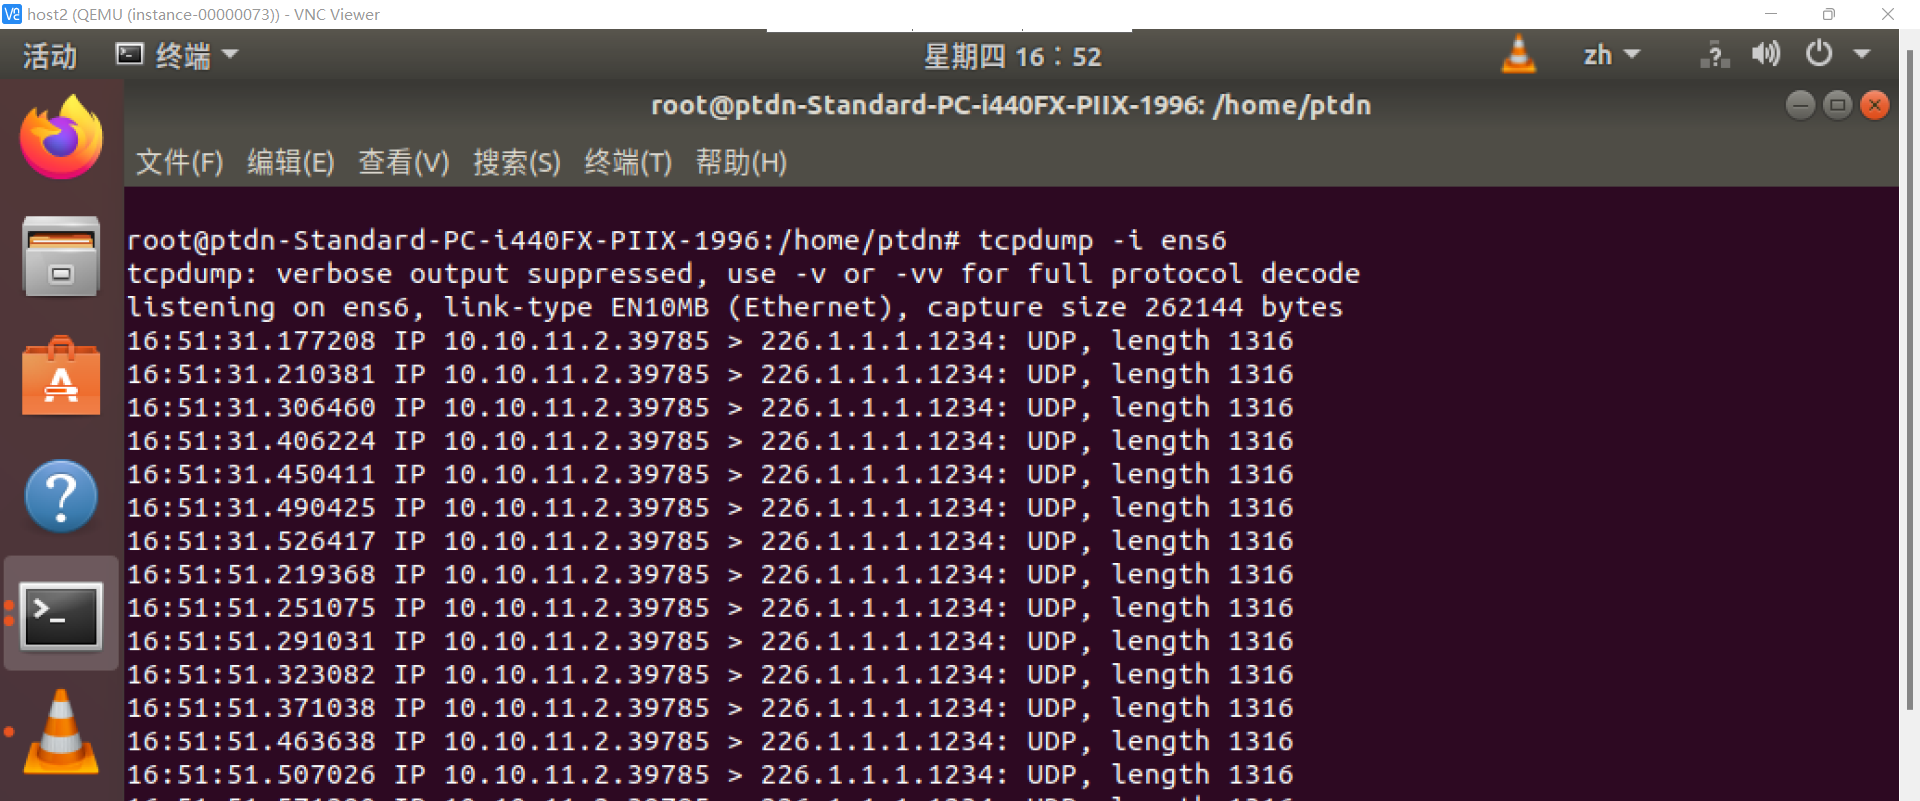 host2 (QEMU (instance-00000073)) - VNC Viewer
活动 终端 星期四 16：52 zh
root@ptdn-Standard-PC-i440FX-PIIX-1996: /home/ptdn
文件(F) 编辑(E) 查看(V) 搜索(S) 终端(T) 帮助(H)
root@ptdn-Standard-PC-i440FX-PIIX-1996:/home/ptdn# tcpdump -i ens6
tcpdump: verbose output suppressed, use -v or -vv for full protocol decode
listening on ens6, link-type EN10MB (Ethernet), capture size 262144 bytes
16:51:31.177208 IP 10.10.11.2.39785 > 226.1.1.1.1234: UDP, length 1316
16:51:31.210381 IP 10.10.11.2.39785 > 226.1.1.1.1234: UDP, length 1316
16:51:31.306460 IP 10.10.11.2.39785 > 226.1.1.1.1234: UDP, length 1316
16:51:31.406224 IP 10.10.11.2.39785 > 226.1.1.1.1234: UDP, length 1316
16:51:31.450411 IP 10.10.11.2.39785 > 226.1.1.1.1234: UDP, length 1316
16:51:31.490425 IP 10.10.11.2.39785 > 226.1.1.1.1234: UDP, length 1316
16:51:31.526417 IP 10.10.11.2.39785 > 226.1.1.1.1234: UDP, length 1316
16:51:51.219368 IP 10.10.11.2.39785 > 226.1.1.1.1234: UDP, length 1316
16:51:51.251075 IP 10.10.11.2.39785 > 226.1.1.1.1234: UDP, length 1316
16:51:51.291031 IP 10.10.11.2.39785 > 226.1.1.1.1234: UDP, length 1316
16:51:51.323082 IP 10.10.11.2.39785 > 226.1.1.1.1234: UDP, length 1316
16:51:51.371038 IP 10.10.11.2.39785 > 226.1.1.1.1234: UDP, length 1316
16:51:51.463638 IP 10.10.11.2.39785 > 226.1.1.1.1234: UDP, length 1316
16:51:51.507026 IP 10.10.11.2.39785 > 226.1.1.1.1234: UDP, length 1316